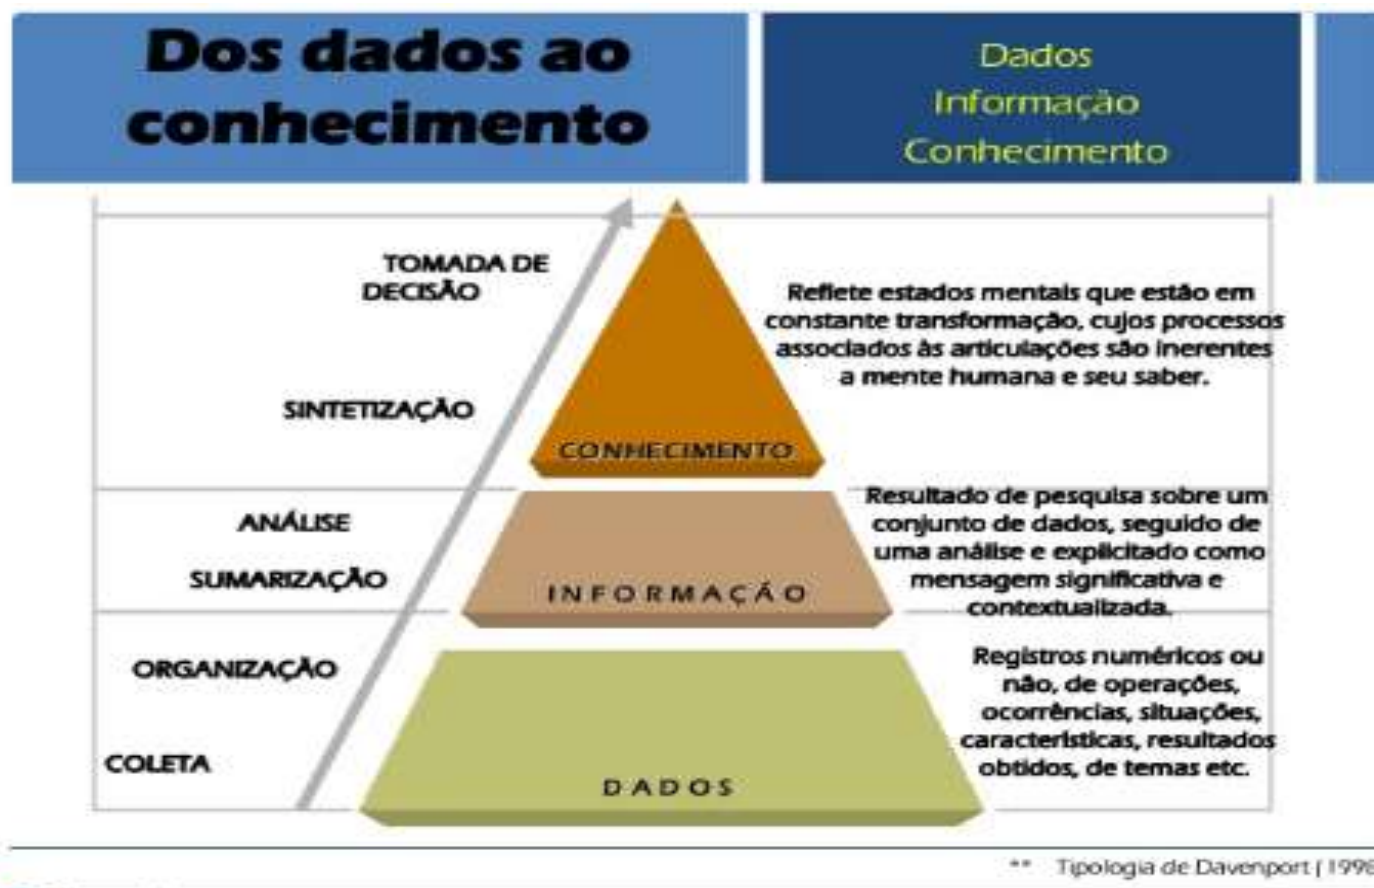 Dos dados ao
conhecimento
Dados
Informação
Conhecimento
TOMADA DE
DECISÃO
SINTETIZAÇÃO
ANÁLISE
SUMARIZAÇÃO
ORGANIZAÇÃO
COLETA
CONHECIMENTO
INFORMAÇÃO
DADOS
Reflete estados mentais que estão em
constante transformação, cujos processos
associados às articulações são inerentes
a mente humana e seu saber.
Resultado de pesquisa sobre um
conjunto de dados, seguido de
uma análise e explicitado como
mensagem significativa e
contextualizada.
Registros numéricos ou
não, de operações,
ocorrências, situações,
características, resultados
obtidos, de temas etc.
** Tipologia de Davenport (1998